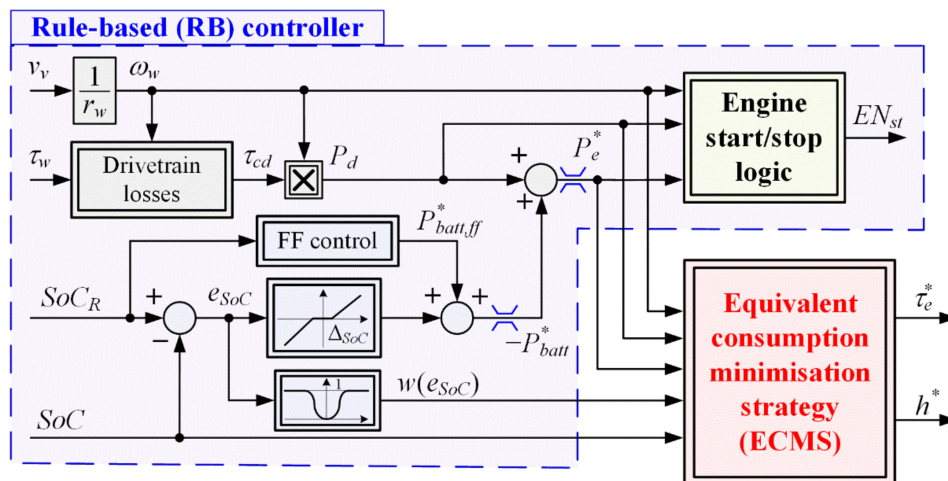 Rule-based (RB) controller
v_v
1
r_w
ω_w
τ_w
Drivetrain
losses
τ_cd
P_d
+
+
P_e^*
Engine
start/stop
logic
EN_st
FF control
P_batt,ff^*
SoC_R
+
−
e_SoC
Δ_SoC
+
+
−P_batt^*
1
w(e_SoC)
SoC
Equivalent
consumption
minimisation
strategy
(ECMS)
τ_e^*
h^*